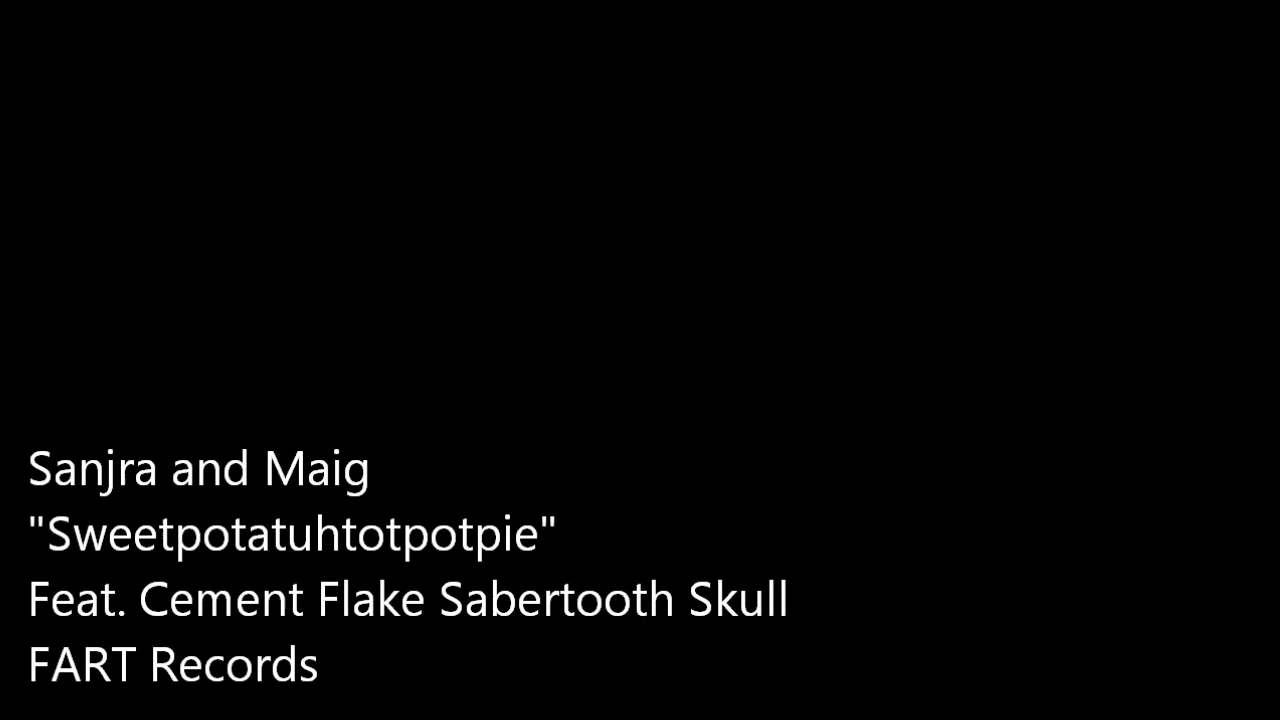 Sanjra and Maig
"Sweetpotatuhtotpotpie"
Feat. Cement Flake Sabertooth Skull
FART Records